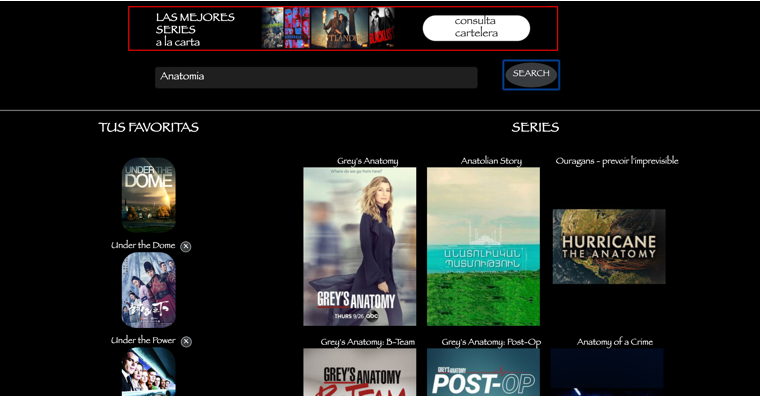 LAS MEJORES
SERIES
a la carta
consulta
cartelera
Anatomia
SEARCH
TUS FAVORITAS
SERIES
UNDER THE
DOME
Under the Dome
Under the Power
Grey's Anatomy
Where do we go from here?
GREY'S ANATOMY
THURS 9/26 abc
Anatolian Story
ԱՆԱՏՈԼԻԱԿԱՆ
ՊԱՏՄՈՒԹՅՈՒՆ
Ouragans - prevoir l'imprevisible
HURRICANE
THE ANATOMY
Grey's Anatomy: B-Team
GREY'S ANATOMY
B-TEAM
Grey's Anatomy: Post-Op
GREY'S ANATOMY
POST-OP
Anatomy of a Crime